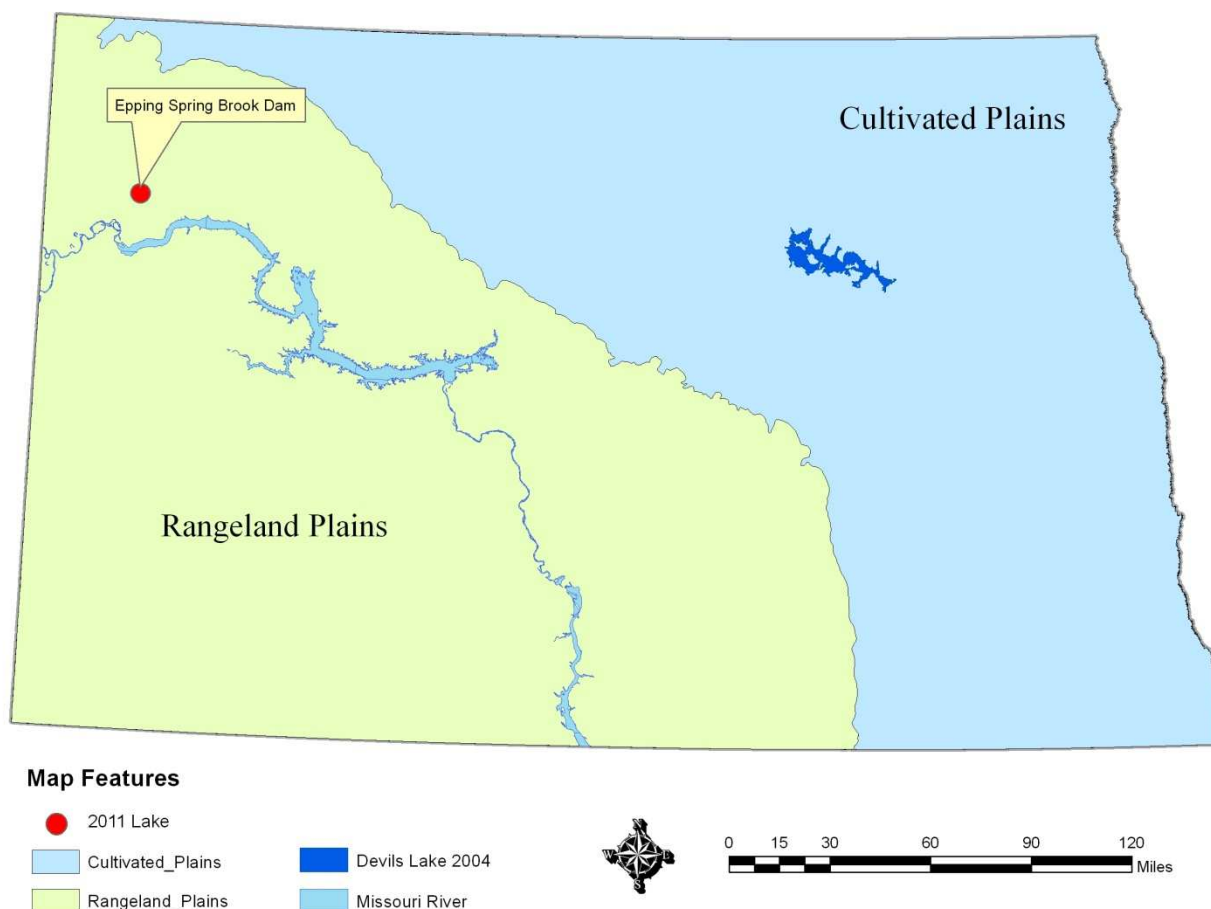 Epping Spring Brook Dam
Cultivated Plains
Rangeland Plains
Map Features
2011 Lake
Cultivated_Plains
Rangeland_Plains
Devils Lake 2004
Missouri River
N
W E
S
0 15 30 60 90 120
Miles